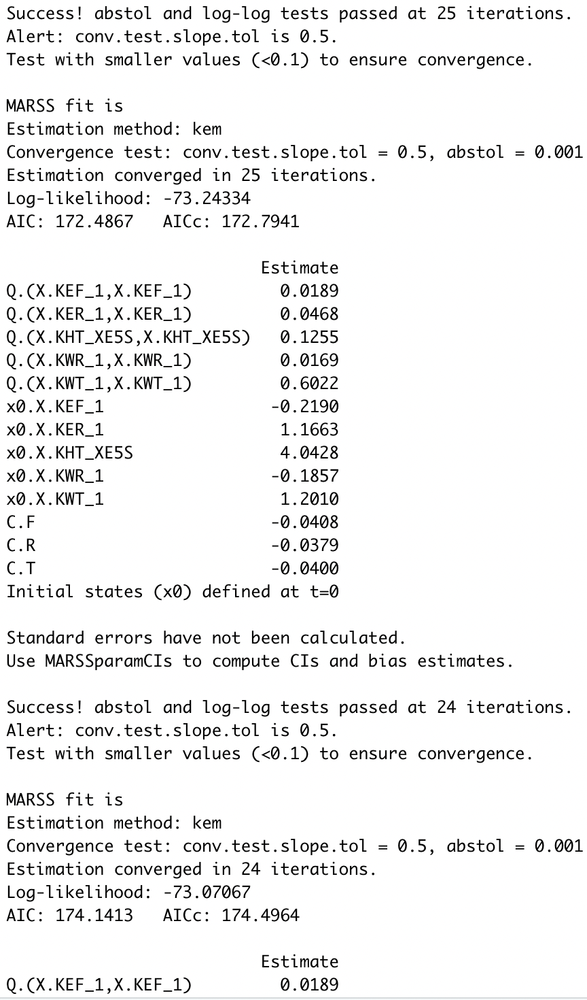 Success! abstol and log-log tests passed at 25 iterations.
Alert: conv.test.slope.tol is 0.5.
Test with smaller values (<0.1) to ensure convergence.
MARSS fit is
Estimation method: kem
Convergence test: conv.test.slope.tol = 0.5, abstol = 0.001
Estimation converged in 25 iterations.
Log-likelihood: -73.24334
AIC: 172.4867   AICc: 172.7941
Estimate
Q.(X.KEF_1,X.KEF_1)         0.0189
Q.(X.KER_1,X.KER_1)         0.0468
Q.(X.KHT_XE5S,X.KHT_XE5S)   0.1255
Q.(X.KWR_1,X.KWR_1)         0.0169
Q.(X.KWT_1,X.KWT_1)         0.6022
x0.X.KEF_1                 -0.2190
x0.X.KER_1                  1.1663
x0.X.KHT_XE5S               4.0428
x0.X.KWR_1                 -0.1857
x0.X.KWT_1                  1.2010
C.F                        -0.0408
C.R                        -0.0379
C.T                        -0.0400
Initial states (x0) defined at t=0
Standard errors have not been calculated.
Use MARSSparamCIs to compute CIs and bias estimates.
Success! abstol and log-log tests passed at 24 iterations.
Alert: conv.test.slope.tol is 0.5.
Test with smaller values (<0.1) to ensure convergence.
MARSS fit is
Estimation method: kem
Convergence test: conv.test.slope.tol = 0.5, abstol = 0.001
Estimation converged in 24 iterations.
Log-likelihood: -73.07067
AIC: 174.1413   AICc: 174.4964
Estimate
Q.(X.KEF_1,X.KEF_1)         0.0189